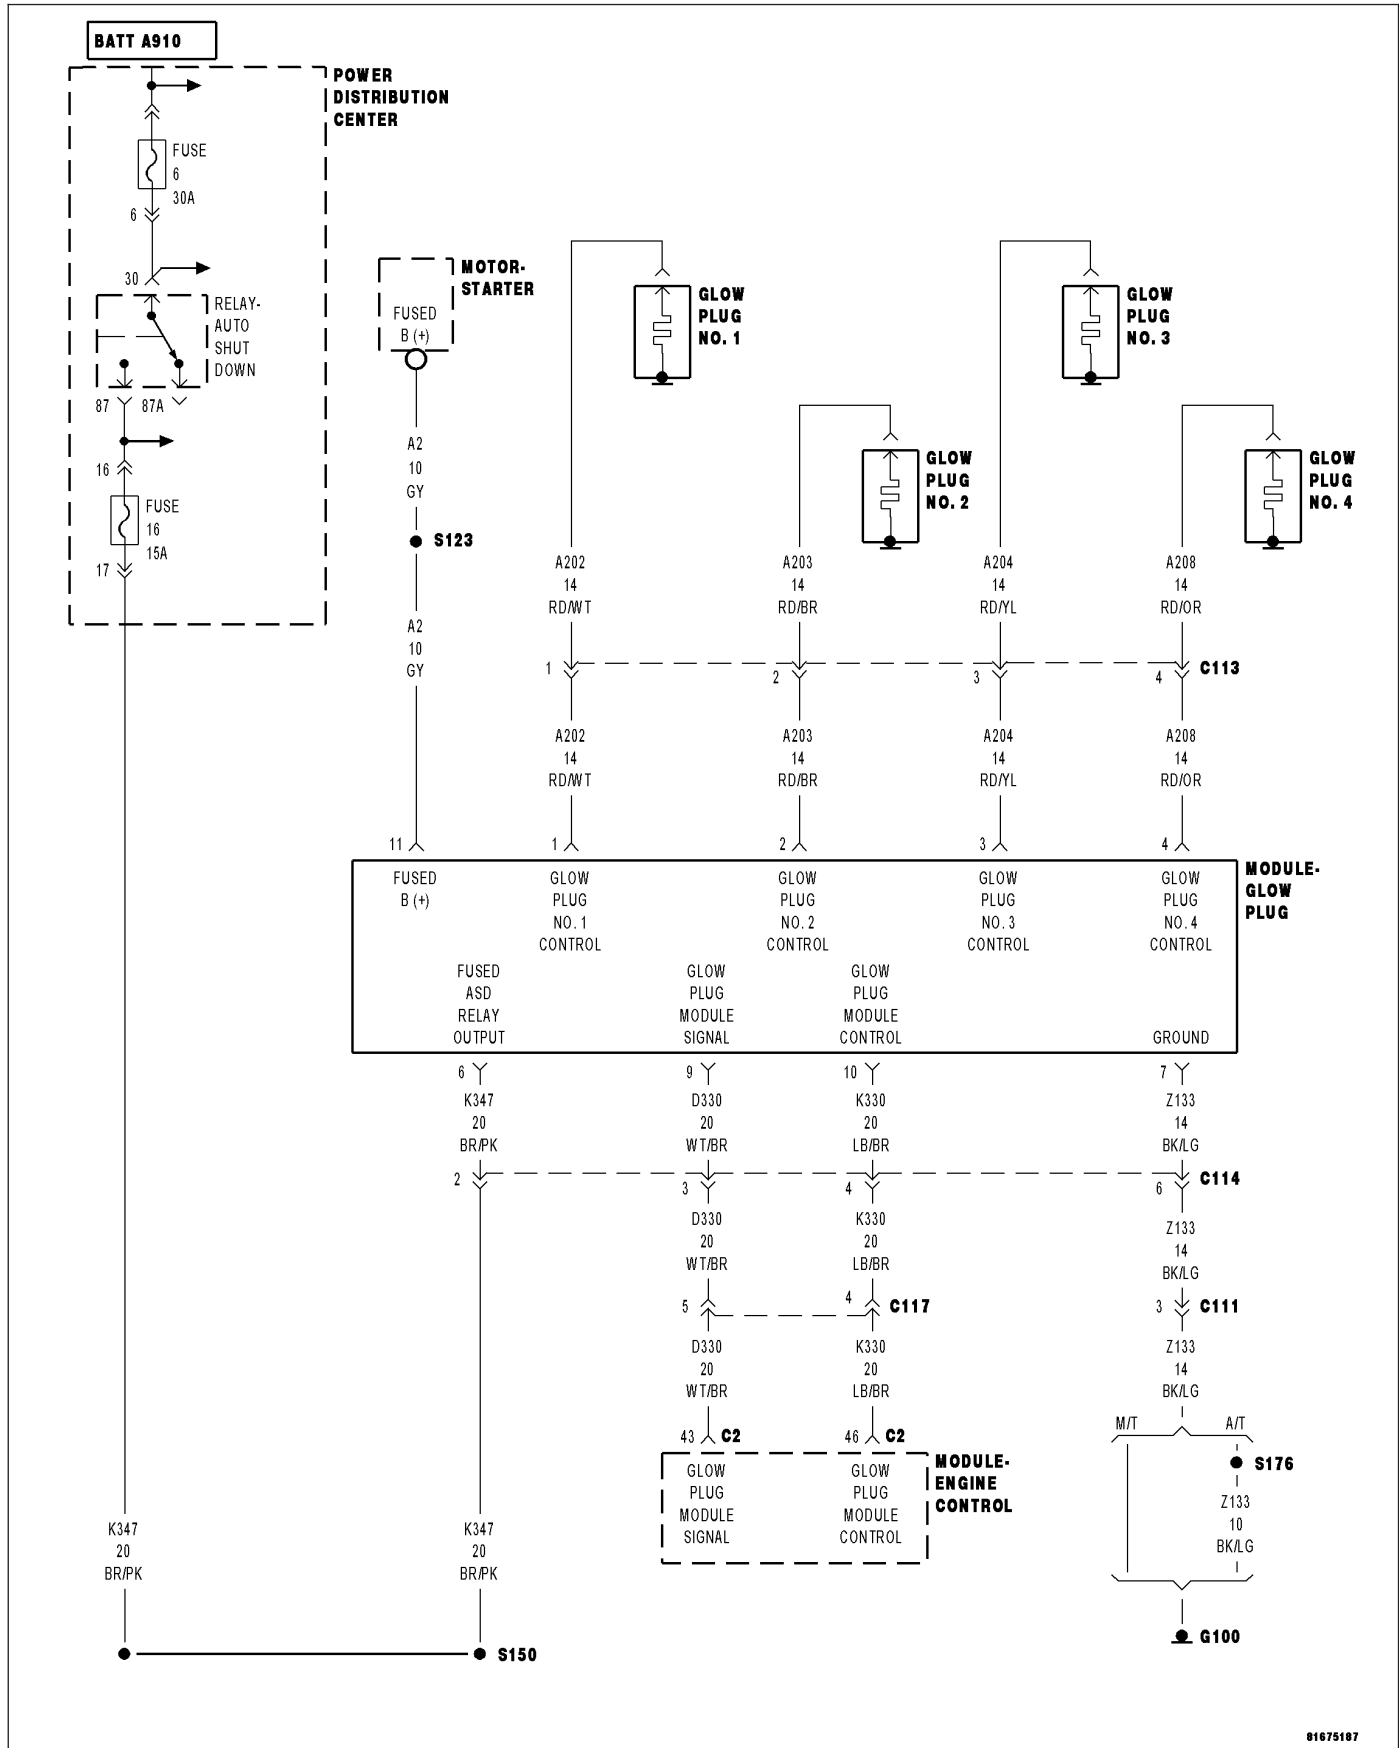 BATT A910
POWER
DISTRIBUTION
CENTER
FUSE
6
30A
6
30
RELAY-
AUTO
SHUT
DOWN
87
87A
16
FUSE
16
15A
17
MOTOR-
STARTER
FUSED
B (+)
A2
10
GY
S123
A2
10
GY
GLOW
PLUG
NO. 1
GLOW
PLUG
NO. 2
GLOW
PLUG
NO. 3
GLOW
PLUG
NO. 4
A202
14
RD/WT
A203
14
RD/BR
A204
14
RD/YL
A208
14
RD/OR
1
2
3
4
C113
A202
14
RD/WT
A203
14
RD/BR
A204
14
RD/YL
A208
14
RD/OR
11
1
2
3
4
MODULE-
GLOW
PLUG
FUSED
B (+)
GLOW
PLUG
NO. 1
CONTROL
GLOW
PLUG
NO. 2
CONTROL
GLOW
PLUG
NO. 3
CONTROL
GLOW
PLUG
NO. 4
CONTROL
FUSED
ASD
RELAY
OUTPUT
GLOW
PLUG
MODULE
SIGNAL
GLOW
PLUG
MODULE
CONTROL
GROUND
6
9
10
7
K347
20
BR/PK
D330
20
WT/BR
K330
20
LB/BR
Z133
14
BK/LG
2
3
4
6
C114
D330
20
WT/BR
K330
20
LB/BR
Z133
14
BK/LG
5
4
C117
3
C111
D330
20
WT/BR
K330
20
LB/BR
Z133
14
BK/LG
43
C2
46
C2
M/T
A/T
GLOW
PLUG
MODULE
SIGNAL
GLOW
PLUG
MODULE
CONTROL
MODULE-
ENGINE
CONTROL
S176
Z133
10
BK/LG
K347
20
BR/PK
K347
20
BR/PK
S150
G100
81675187